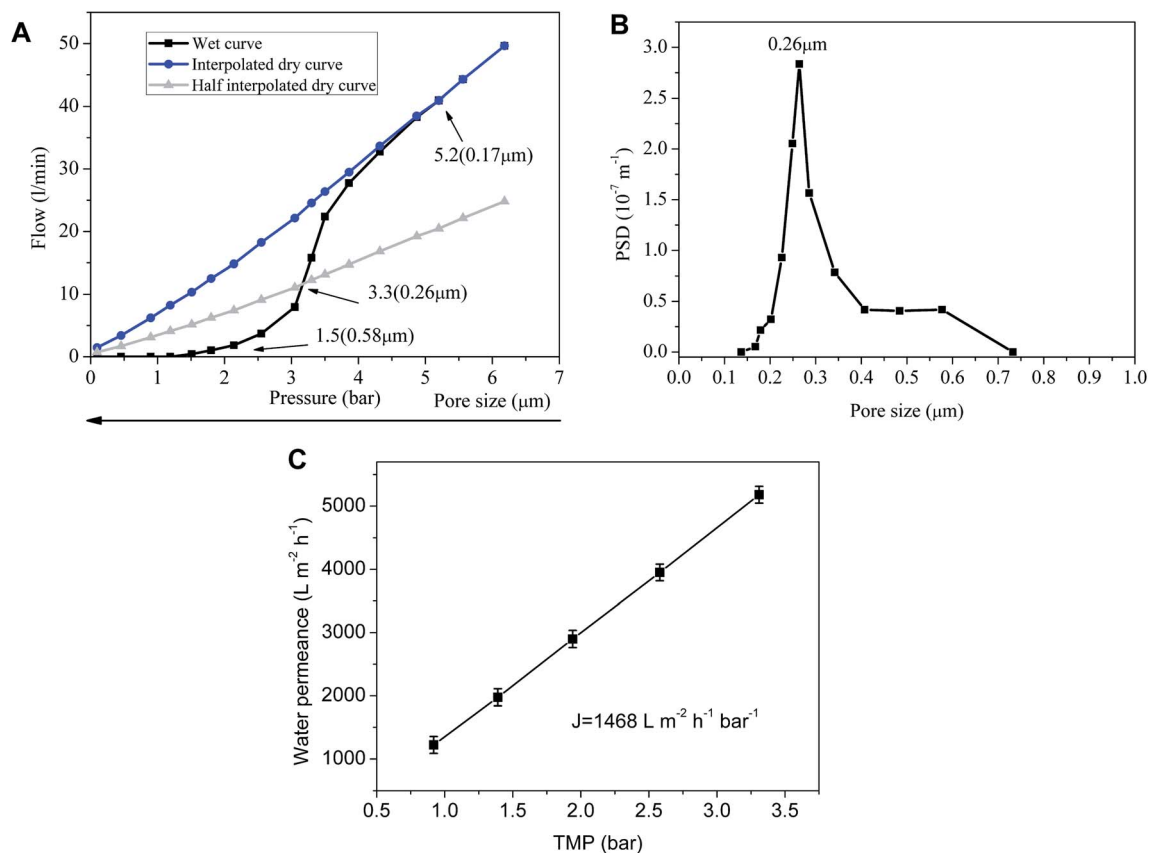 A
Flow (l/min)
50
40
30
20
10
0
Wet curve
Interpolated dry curve
Half interpolated dry curve
5.2(0.17μm)
3.3(0.26μm)
1.5(0.58μm)
0 1 2 3 4 5 6 7
Pressure (bar) Pore size (μm)
B
PSD (10⁻⁷ m⁻¹)
3.0
2.5
2.0
1.5
1.0
0.5
0.0
0.26μm
0.0 0.1 0.2 0.3 0.4 0.5 0.6 0.7 0.8 0.9 1.0
Pore size (μm)
C
Water permeance (L m⁻² h⁻¹)
5000
4000
3000
2000
1000
J=1468 L m⁻² h⁻¹ bar⁻¹
0.5 1.0 1.5 2.0 2.5 3.0 3.5
TMP (bar)